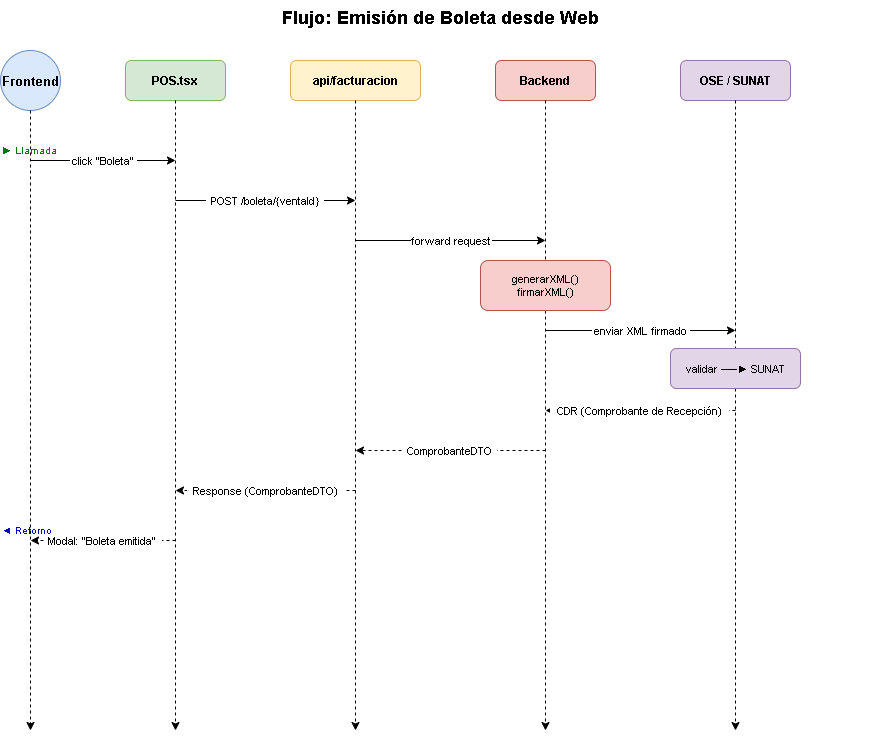 Flujo: Emisión de Boleta desde Web
Frontend
POS.tsx
api/facturacion
Backend
OSE / SUNAT
► Llamada
click "Boleta"
POST /boleta/{ventaId}
forward request
generarXML()
firmarXML()
enviar XML firmado
validar ──► SUNAT
CDR (Comprobante de Recepción)
ComprobanteDTO
Response (ComprobanteDTO)
◄ Retorno
Modal: "Boleta emitida"